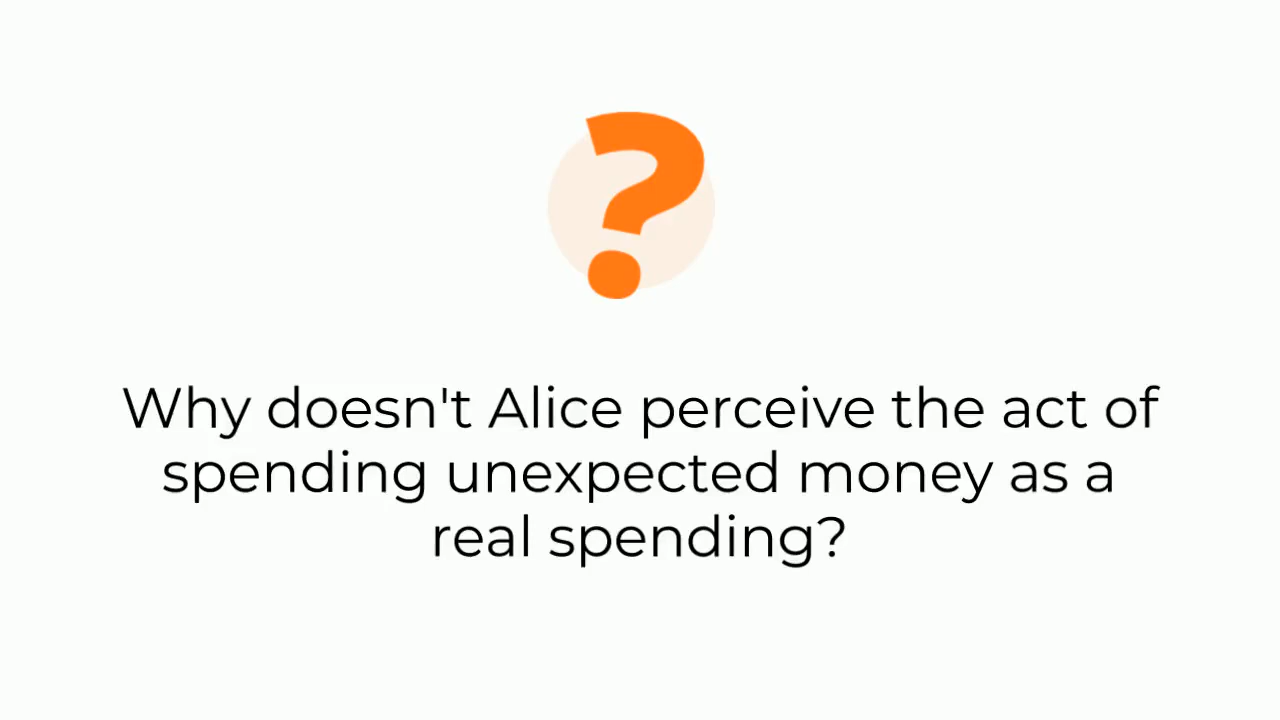 ?
Why doesn't Alice perceive the act of
spending unexpected money as a
real spending?